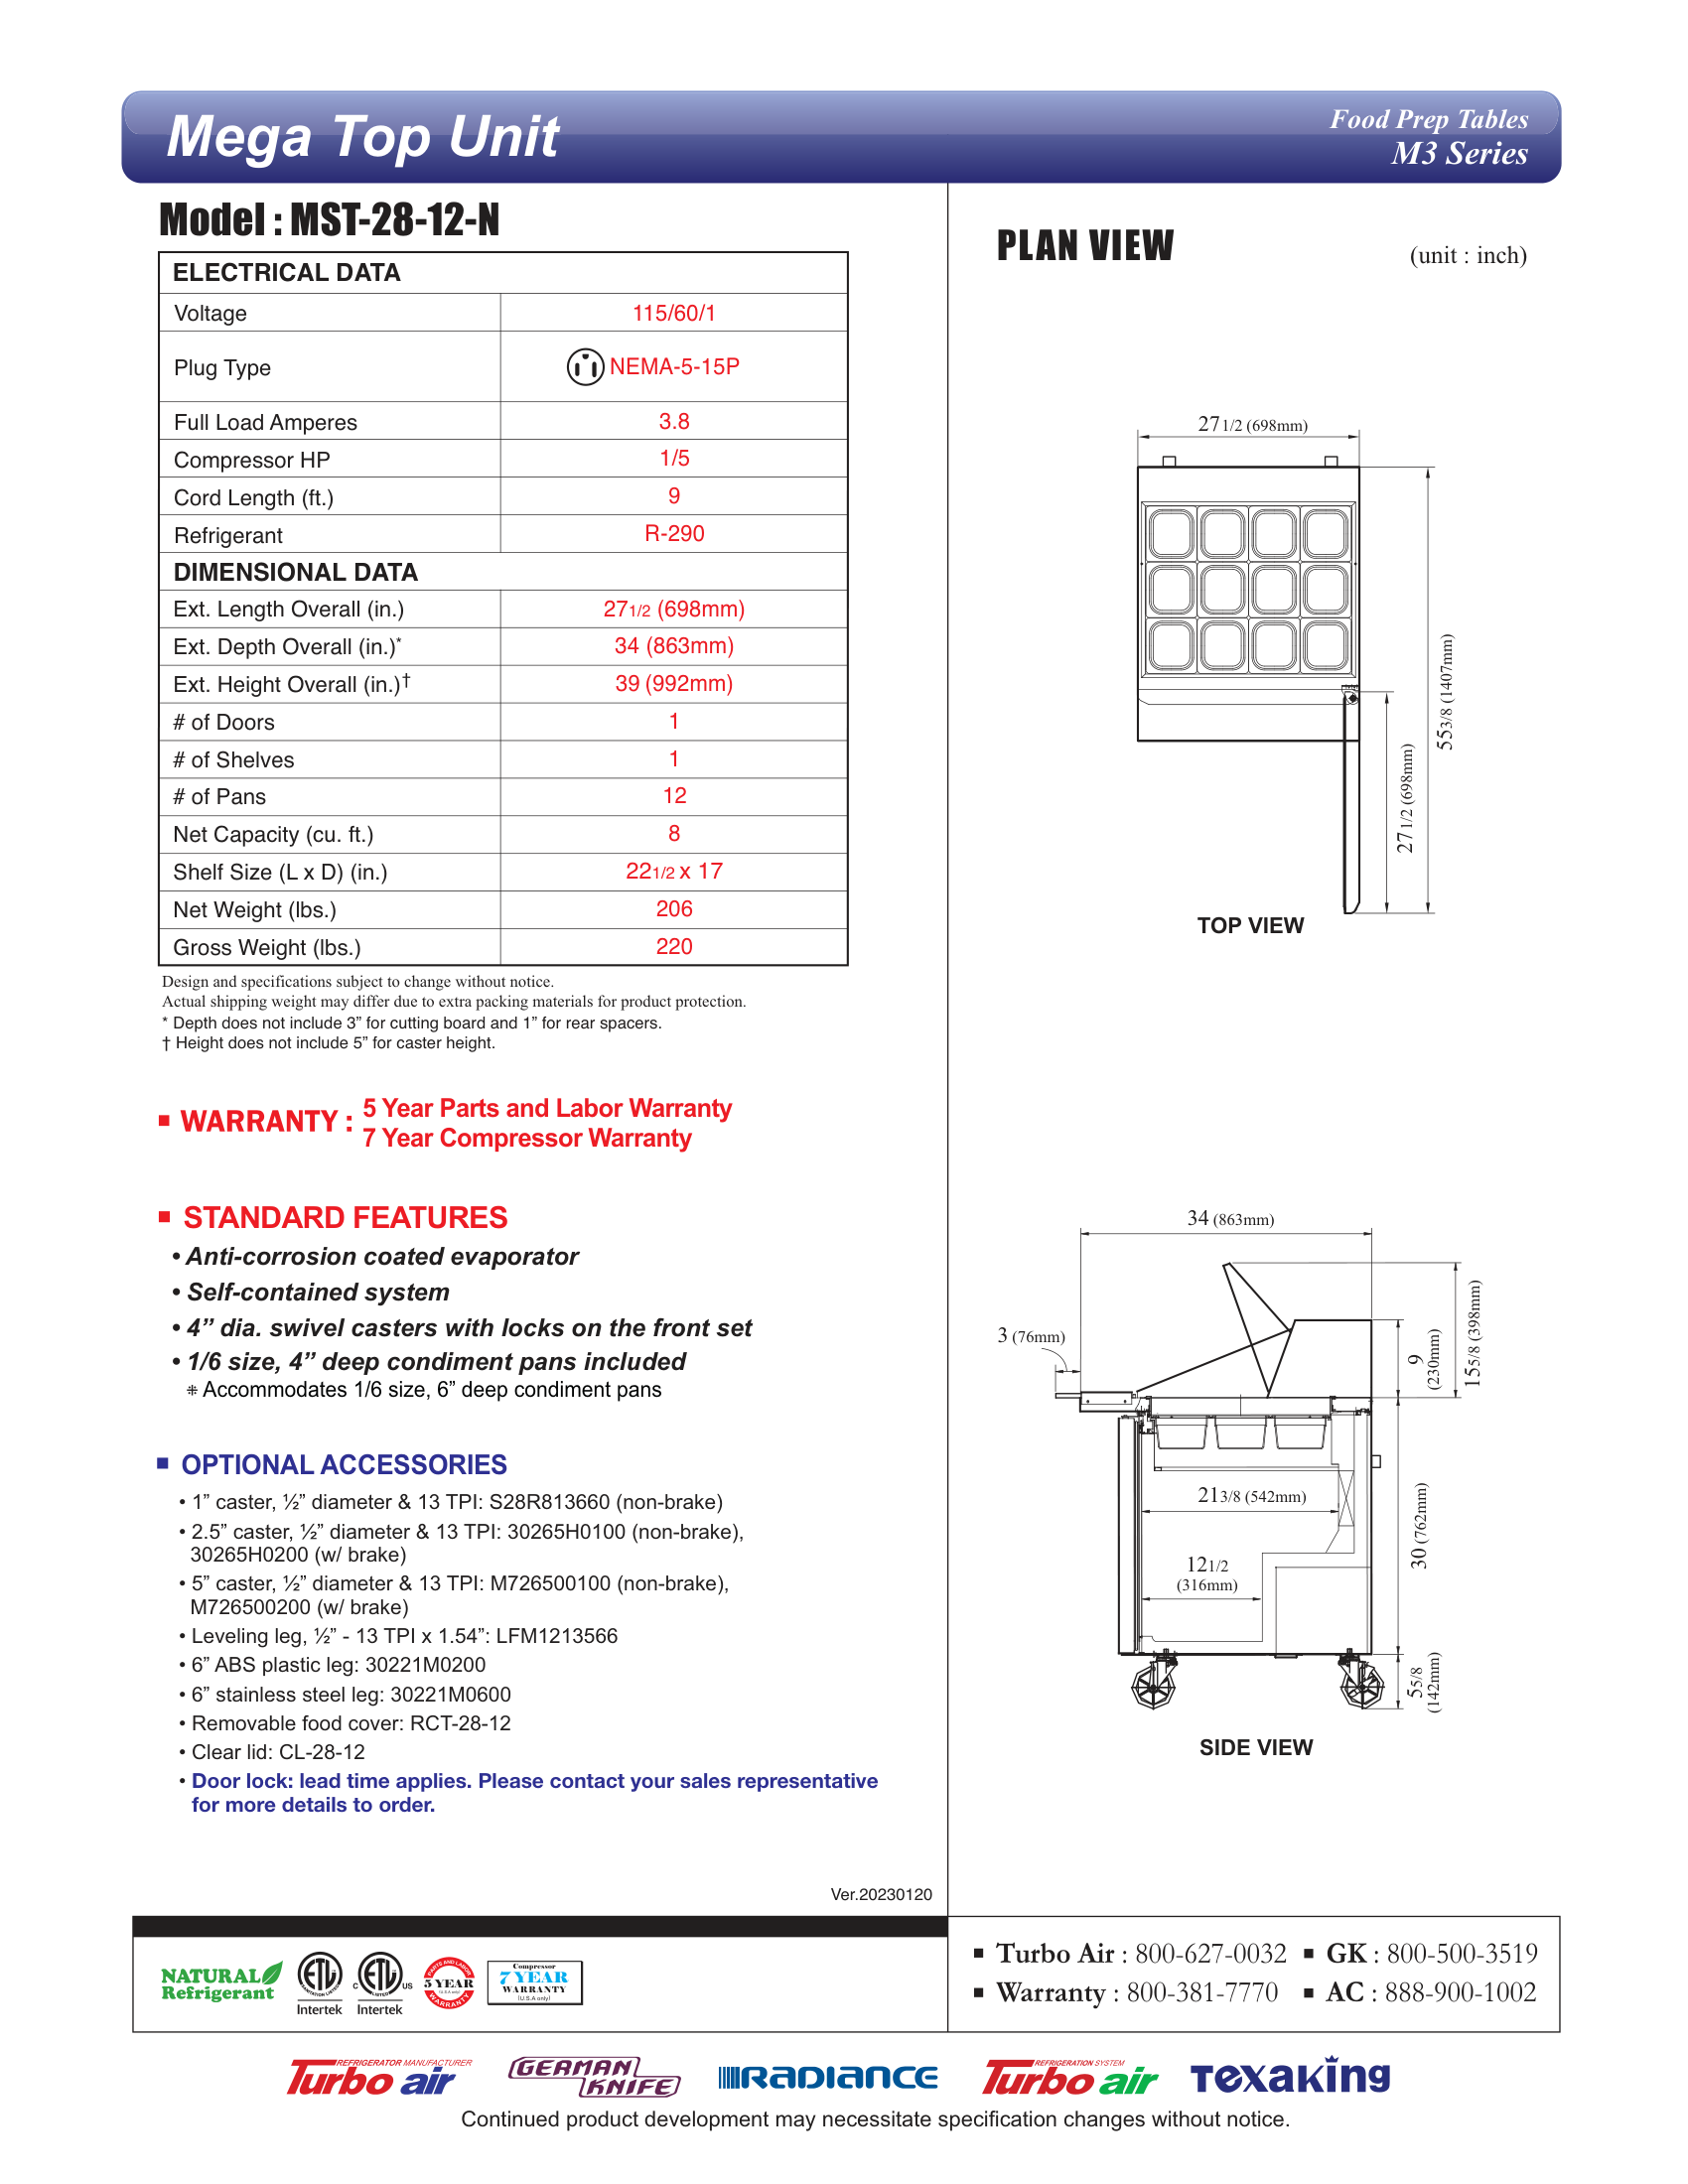 Mega Top Unit
Food Prep Tables
M3 Series
Model : MST-28-12-N
ELECTRICAL DATA
Voltage 115/60/1
Plug Type NEMA-5-15P
Full Load Amperes 3.8
Compressor HP 1/5
Cord Length (ft.) 9
Refrigerant R-290
DIMENSIONAL DATA
Ext. Length Overall (in.) 27 1/2 (698mm)
Ext. Depth Overall (in.)* 34 (863mm)
Ext. Height Overall (in.)† 39 (992mm)
# of Doors 1
# of Shelves 1
# of Pans 12
Net Capacity (cu. ft.) 8
Shelf Size (L x D) (in.) 22 1/2 x 17
Net Weight (lbs.) 206
Gross Weight (lbs.) 220
Design and specifications subject to change without notice.
Actual shipping weight may differ due to extra packing materials for product protection.
* Depth does not include 3” for cutting board and 1” for rear spacers.
† Height does not include 5” for caster height.
■ WARRANTY : 5 Year Parts and Labor Warranty
7 Year Compressor Warranty
■ STANDARD FEATURES
• Anti-corrosion coated evaporator
• Self-contained system
• 4” dia. swivel casters with locks on the front set
• 1/6 size, 4” deep condiment pans included
⁜ Accommodates 1/6 size, 6” deep condiment pans
■ OPTIONAL ACCESSORIES
• 1” caster, ½” diameter & 13 TPI: S28R813660 (non-brake)
• 2.5” caster, ½” diameter & 13 TPI: 30265H0100 (non-brake),
30265H0200 (w/ brake)
• 5” caster, ½” diameter & 13 TPI: M726500100 (non-brake),
M726500200 (w/ brake)
• Leveling leg, ½” - 13 TPI x 1.54”: LFM1213566
• 6” ABS plastic leg: 30221M0200
• 6” stainless steel leg: 30221M0600
• Removable food cover: RCT-28-12
• Clear lid: CL-28-12
• Door lock: lead time applies. Please contact your sales representative
for more details to order.
Ver.20230120
PLAN VIEW
(unit : inch)
27 1/2 (698mm)
55 3/8 (1407mm)
27 1/2 (698mm)
TOP VIEW
34 (863mm)
3 (76mm)
9
(230mm)
15 5/8 (398mm)
21 3/8 (542mm)
12 1/2
(316mm)
30 (762mm)
5 5/8
(142mm)
SIDE VIEW
NATURAL
Refrigerant
ETL
Intertek
C ETL US
LISTED
Intertek
PARTS AND LABOR
5 YEAR
(U.S.A only)
WARRANTY
Compressor
7 YEAR
WARRANTY
(U.S.A only)
■ Turbo Air : 800-627-0032 ■ GK : 800-500-3519
■ Warranty : 800-381-7770 ■ AC : 888-900-1002
REFRIGERATOR MANUFACTURER
Turbo air
GERMAN
KNIFE
RADIANCE
REFRIGERATION SYSTEM
Turbo air
Texaking
Continued product development may necessitate specification changes without notice.